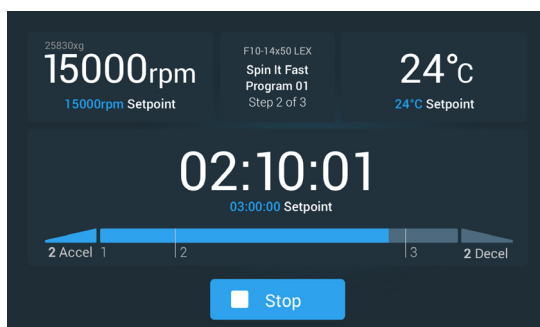 25830xg
15000rpm
15000rpm Setpoint
F10-14x50 LEX
Spin It Fast
Program 01
Step 2 of 3
24°C
24°C Setpoint
02:10:01
03:00:00 Setpoint
2 Accel 1 2 3 2 Decel
Stop